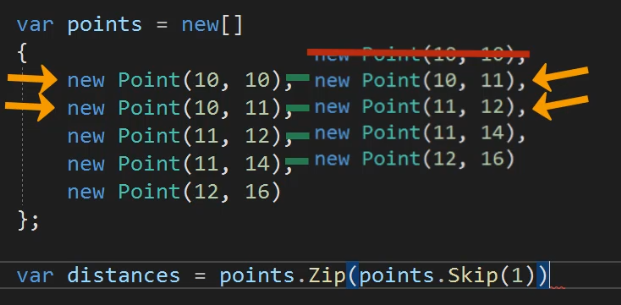 var points = new[]
{
new Point(10, 10),
new Point(10, 10), new Point(10, 11),
new Point(10, 11), new Point(11, 12),
new Point(11, 12), new Point(11, 14),
new Point(11, 14), new Point(12, 16)
new Point(12, 16)
};
var distances = points.Zip(points.Skip(1))